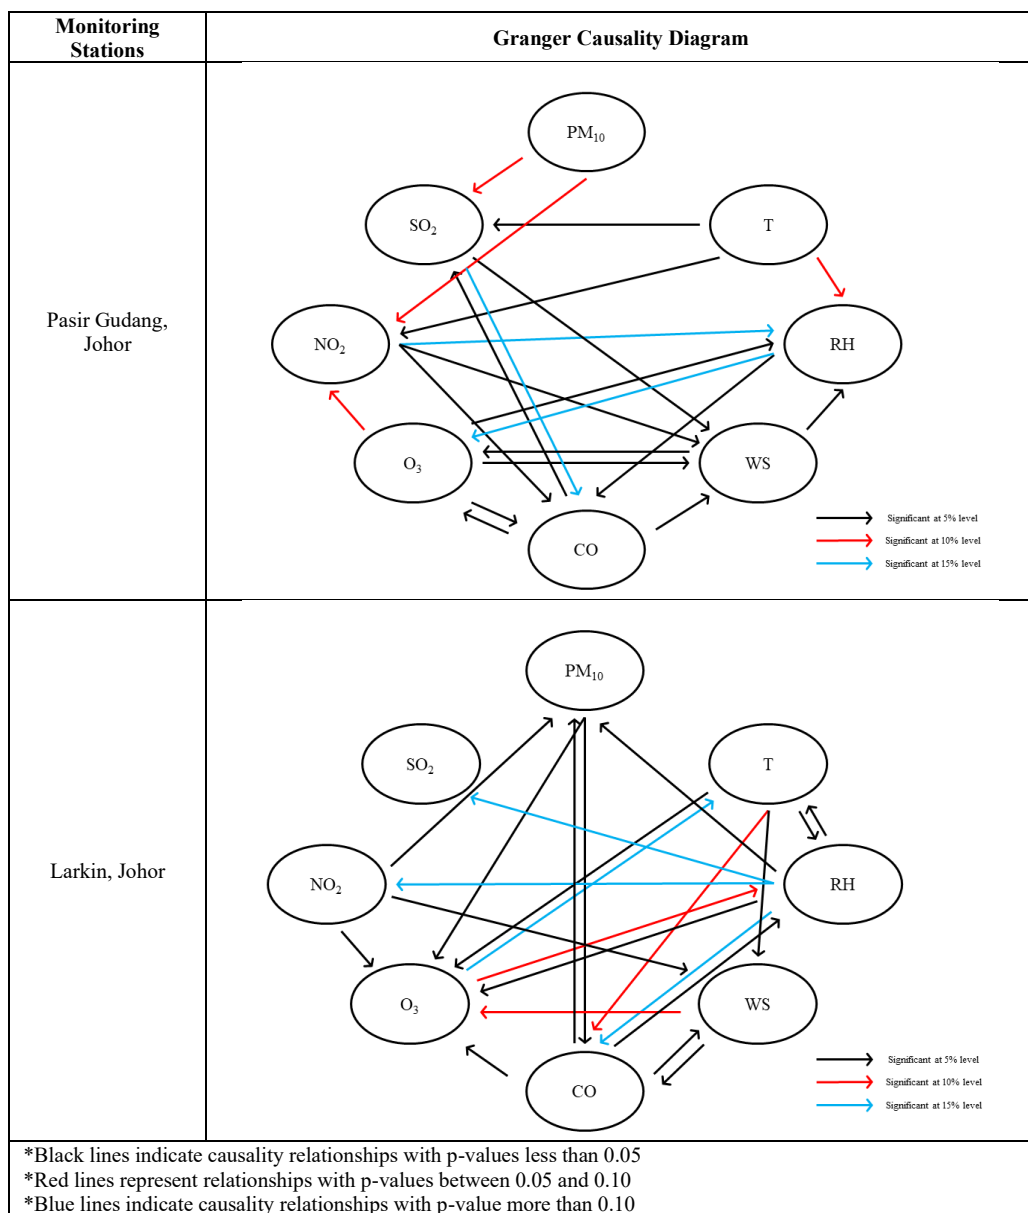 Monitoring
Stations
Granger Causality Diagram
Pasir Gudang,
Johor
PM₁₀
SO₂
T
NO₂
RH
O₃
WS
CO
Significant at 5% level
Significant at 10% level
Significant at 15% level
Larkin, Johor
PM₁₀
SO₂
T
NO₂
RH
O₃
WS
CO
Significant at 5% level
Significant at 10% level
Significant at 15% level
*Black lines indicate causality relationships with p-values less than 0.05
*Red lines represent relationships with p-values between 0.05 and 0.10
*Blue lines indicate causality relationships with p-value more than 0.10